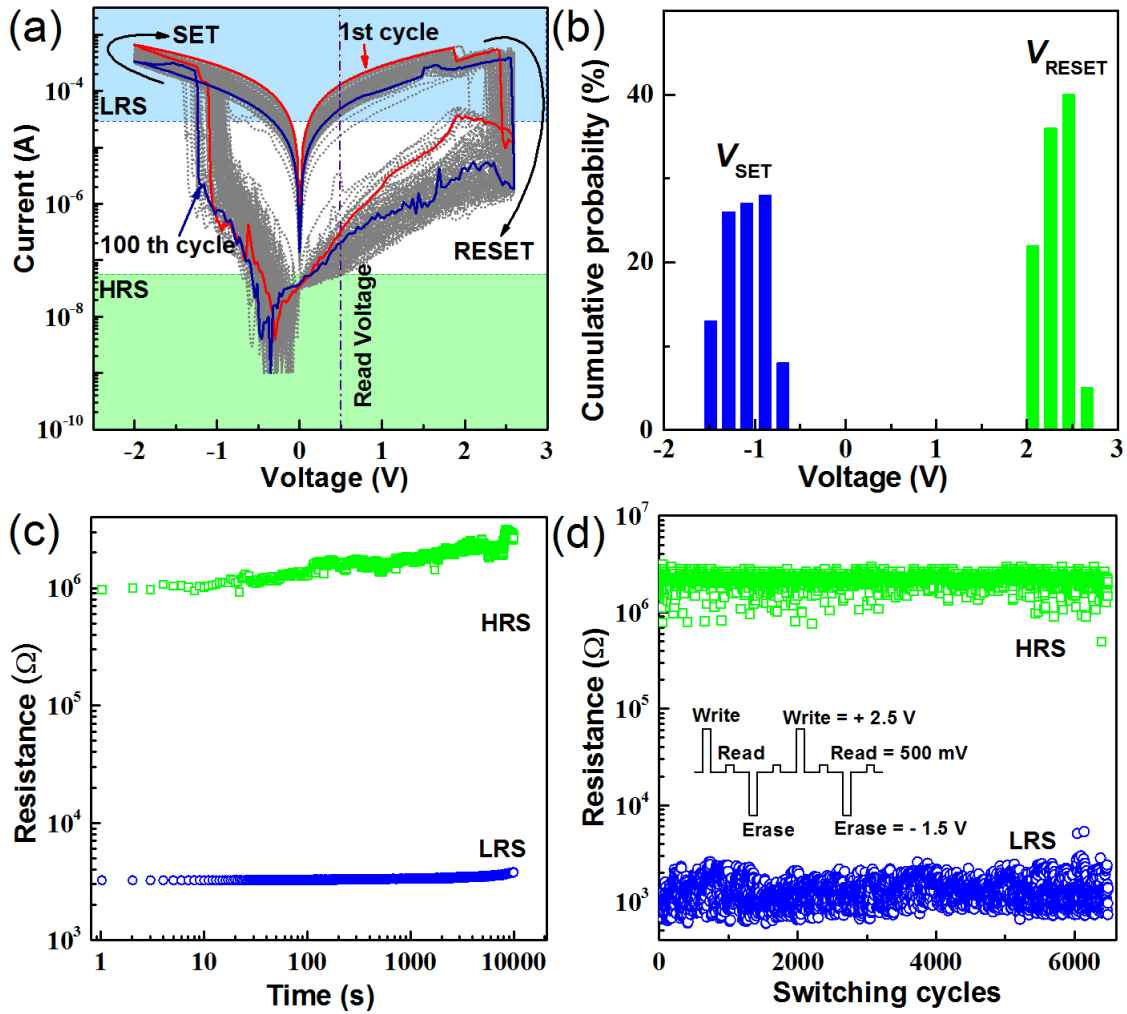 (a)
SET
1st cycle
LRS
100 th cycle
RESET
HRS
Read Voltage
Current (A)
10⁻⁴
10⁻⁶
10⁻⁸
10⁻¹⁰
-2 -1 0 1 2 3
Voltage (V)
(b)
V RESET
V SET
Cumulative probability (%)
40
20
0
-2 -1 0 1 2 3
Voltage (V)
(c)
HRS
LRS
Resistance (Ω)
10⁶
10⁵
10⁴
10³
1 10 100 1000 10000
Time (s)
(d)
HRS
Write Write = + 2.5 V
Read Read = 500 mV
Erase Erase = - 1.5 V
LRS
Resistance (Ω)
10⁷
10⁶
10⁵
10⁴
10³
0 2000 4000 6000
Switching cycles